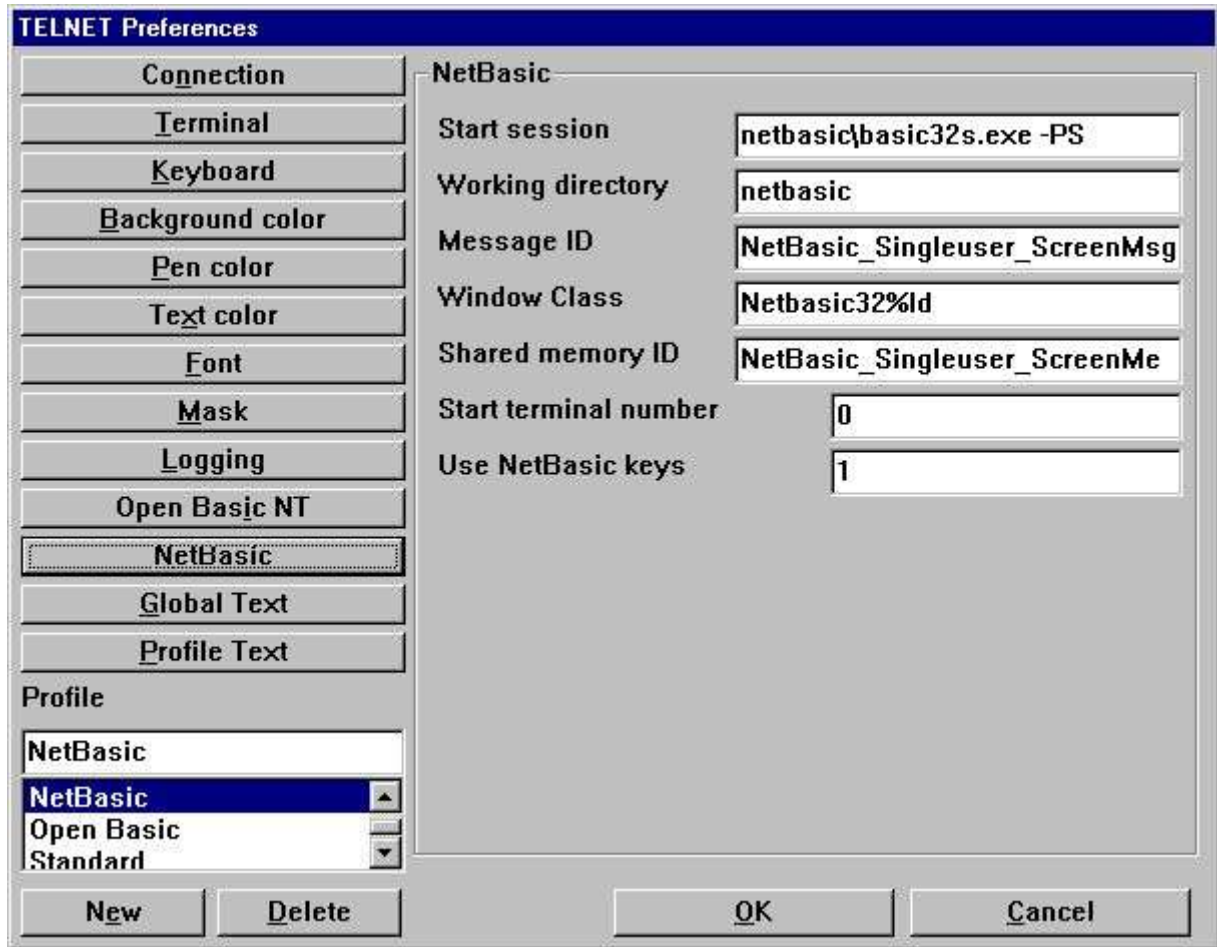 TELNET Preferences
Connection
Terminal
Keyboard
Background color
Pen color
Text color
Font
Mask
Logging
Open Basic NT
NetBasic
Global Text
Profile Text
Profile
NetBasic
NetBasic
Open Basic
Standard
New
Delete
NetBasic
Start session netbasic\basic32s.exe -PS
Working directory netbasic
Message ID NetBasic_Singleuser_ScreenMsg
Window Class Netbasic32%ld
Shared memory ID NetBasic_Singleuser_ScreenMe
Start terminal number 0
Use NetBasic keys 1
OK
Cancel